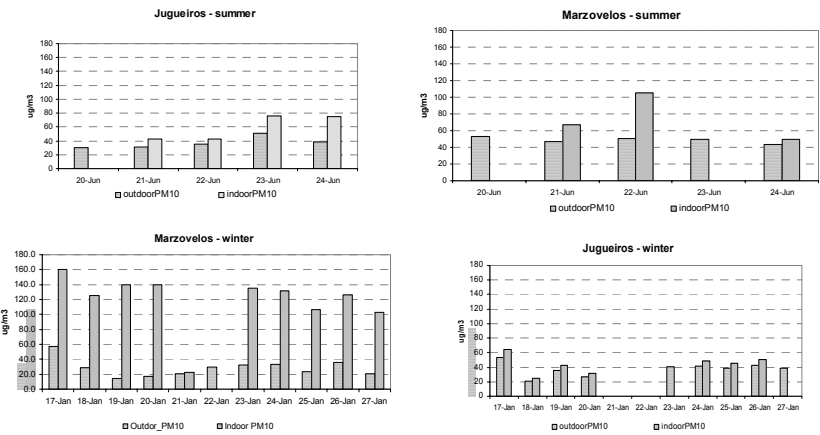 Jugueiros - summer
ug/m3
180
160
140
120
100
80
60
40
20
0
20-Jun 21-Jun 22-Jun 23-Jun 24-Jun
outdoorPM10 indoorPM10
Marzovelos - summer
ug/m3
180
160
140
120
100
80
60
40
20
0
20-Jun 21-Jun 22-Jun 23-Jun 24-Jun
outdoorPM10 indoorPM10
Marzovelos - winter
ug/m3
180.0
160.0
140.0
120.0
100.0
80.0
60.0
40.0
20.0
0.0
17-Jan 18-Jan 19-Jan 20-Jan 21-Jan 22-Jan 23-Jan 24-Jan 25-Jan 26-Jan 27-Jan
Outdor_PM10 Indoor PM10
Jugueiros - winter
ug/m3
180
160
140
120
100
80
60
40
20
0
17-Jan 18-Jan 19-Jan 20-Jan 21-Jan 22-Jan 23-Jan 24-Jan 25-Jan 26-Jan 27-Jan
outdoorPM10 indoorPM10